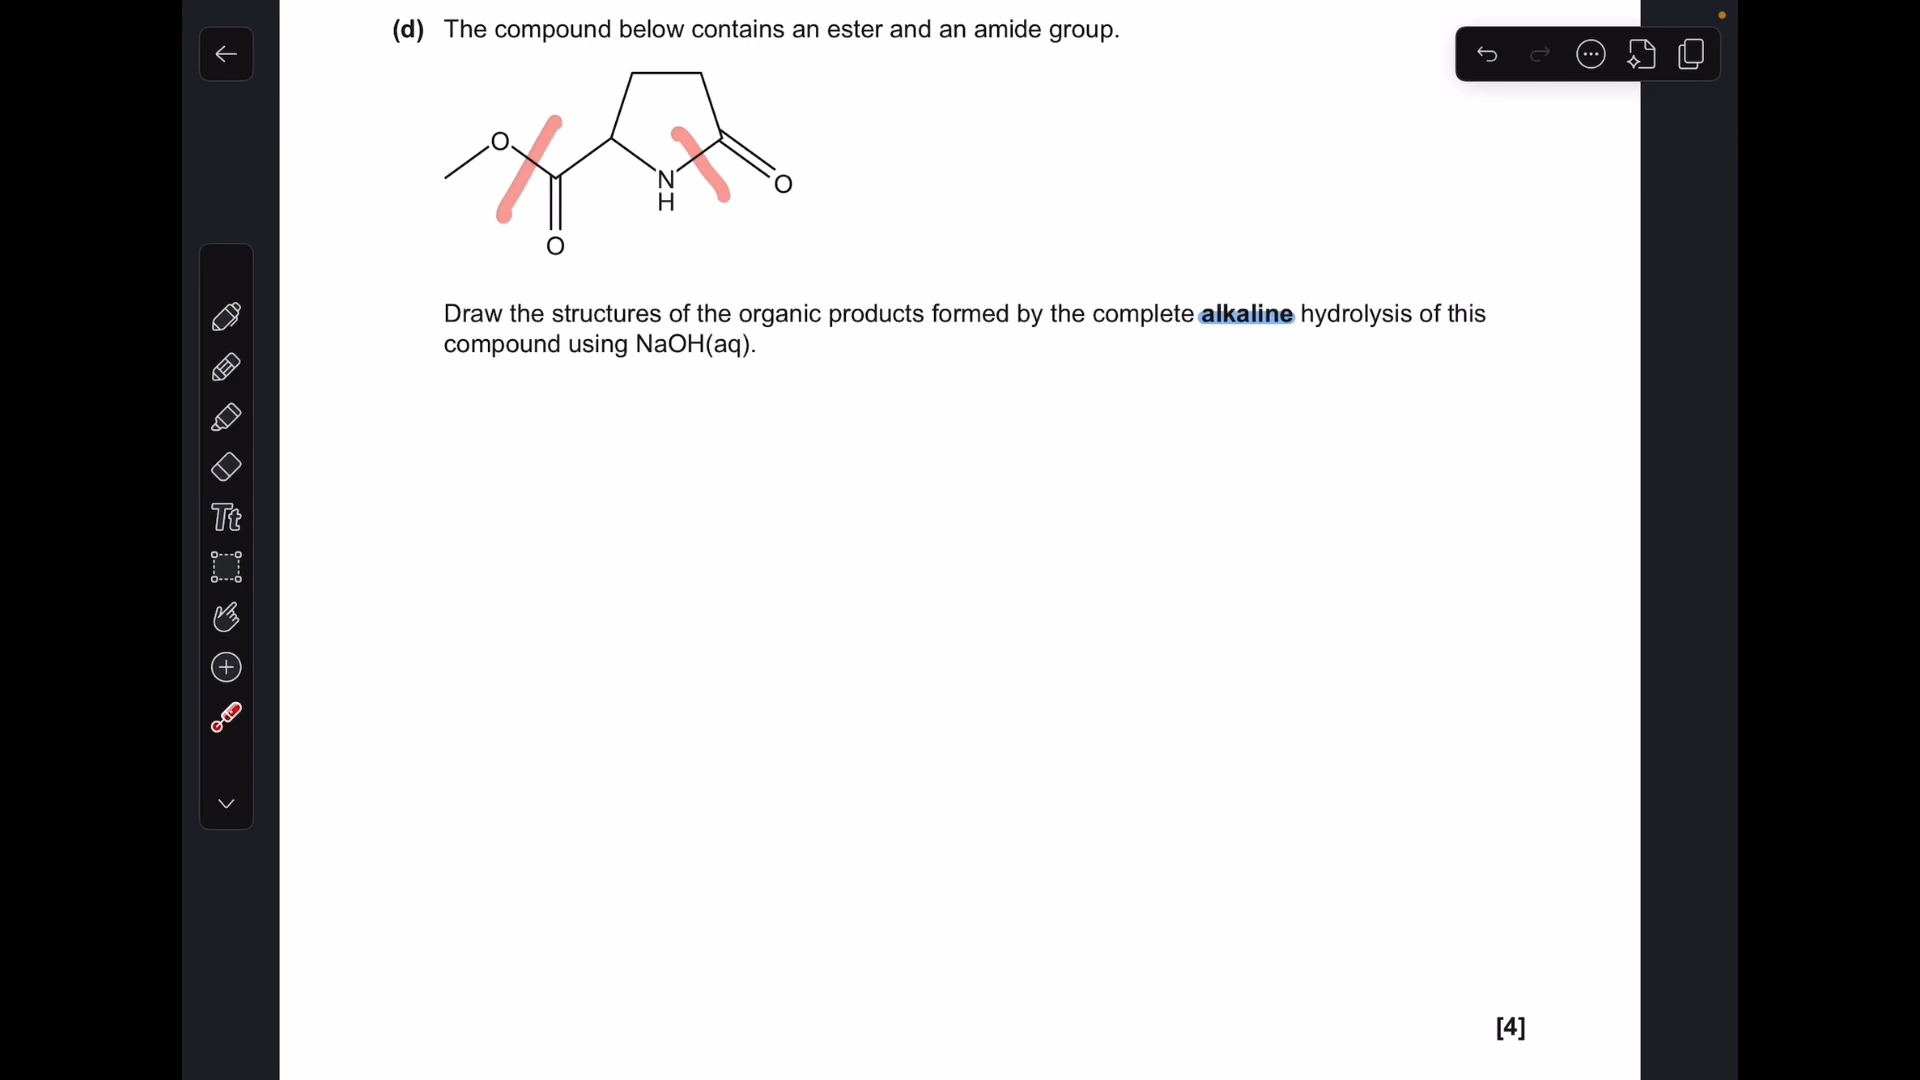 (d) The compound below contains an ester and an amide group.
O
N
H
O
O
Draw the structures of the organic products formed by the complete alkaline hydrolysis of this
compound using NaOH(aq).
Tt
[4]